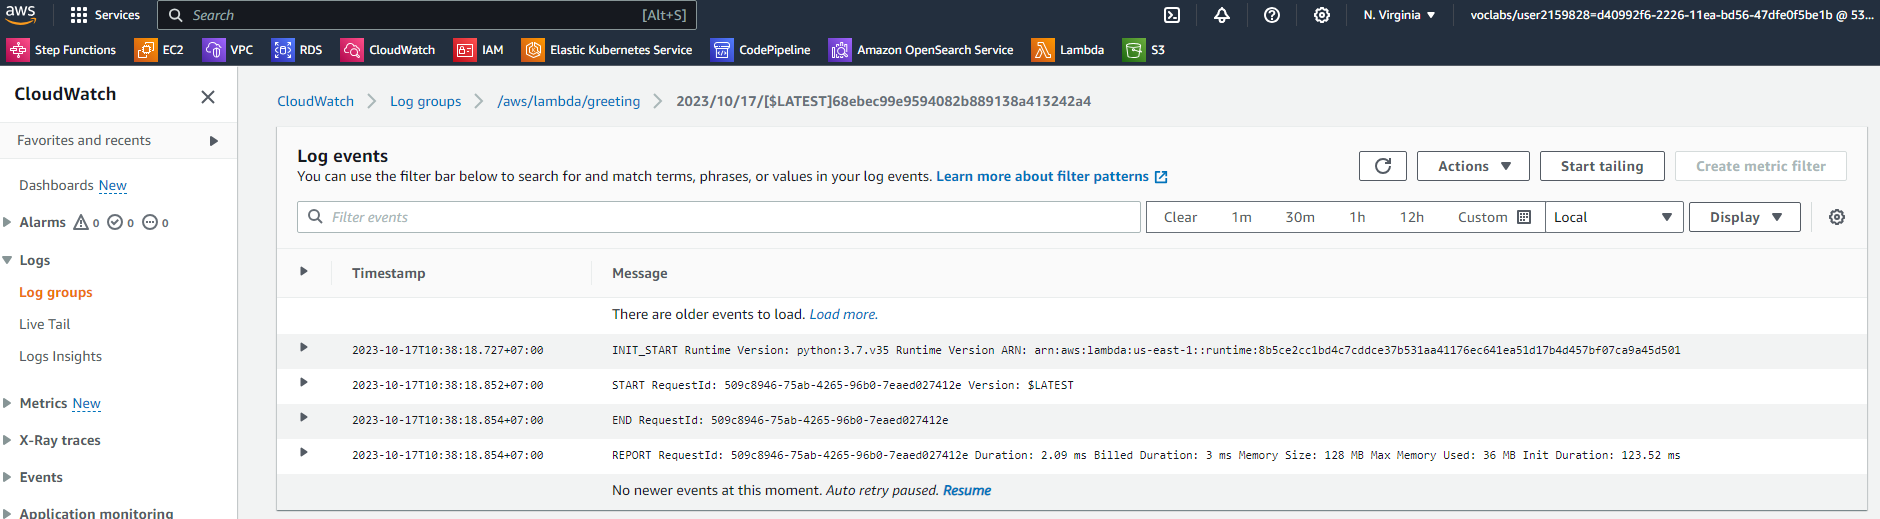 aws Services Search [Alt+S] N. Virginia voclabs/user2159828=d40992f6-2226-11ea-bd56-47dfe0f5be1b @ 53...
Step Functions EC2 VPC RDS CloudWatch IAM Elastic Kubernetes Service CodePipeline Amazon OpenSearch Service Lambda S3
CloudWatch
Favorites and recents
Dashboards New
Alarms 0 0 0
Logs
Log groups
Live Tail
Logs Insights
Metrics New
X-Ray traces
Events
Application monitoring
CloudWatch Log groups /aws/lambda/greeting 2023/10/17/[$LATEST]68ebec99e9594082b889138a413242a4
Log events
You can use the filter bar below to search for and match terms, phrases, or values in your log events. Learn more about filter patterns
Actions Start tailing Create metric filter
Filter events Clear 1m 30m 1h 12h Custom Local Display
Timestamp Message
There are older events to load. Load more.
2023-10-17T10:38:18.727+07:00 INIT_START Runtime Version: python:3.7.v35 Runtime Version ARN: arn:aws:lambda:us-east-1::runtime:8b5ce2cc1bd4c7cddce37b531aa41176ec641ea51d17b4d457bf07ca9a45d501
2023-10-17T10:38:18.852+07:00 START RequestId: 509c8946-75ab-4265-96b0-7eaed027412e Version: $LATEST
2023-10-17T10:38:18.854+07:00 END RequestId: 509c8946-75ab-4265-96b0-7eaed027412e
2023-10-17T10:38:18.854+07:00 REPORT RequestId: 509c8946-75ab-4265-96b0-7eaed027412e Duration: 2.09 ms Billed Duration: 3 ms Memory Size: 128 MB Max Memory Used: 36 MB Init Duration: 123.52 ms
No newer events at this moment. Auto retry paused. Resume